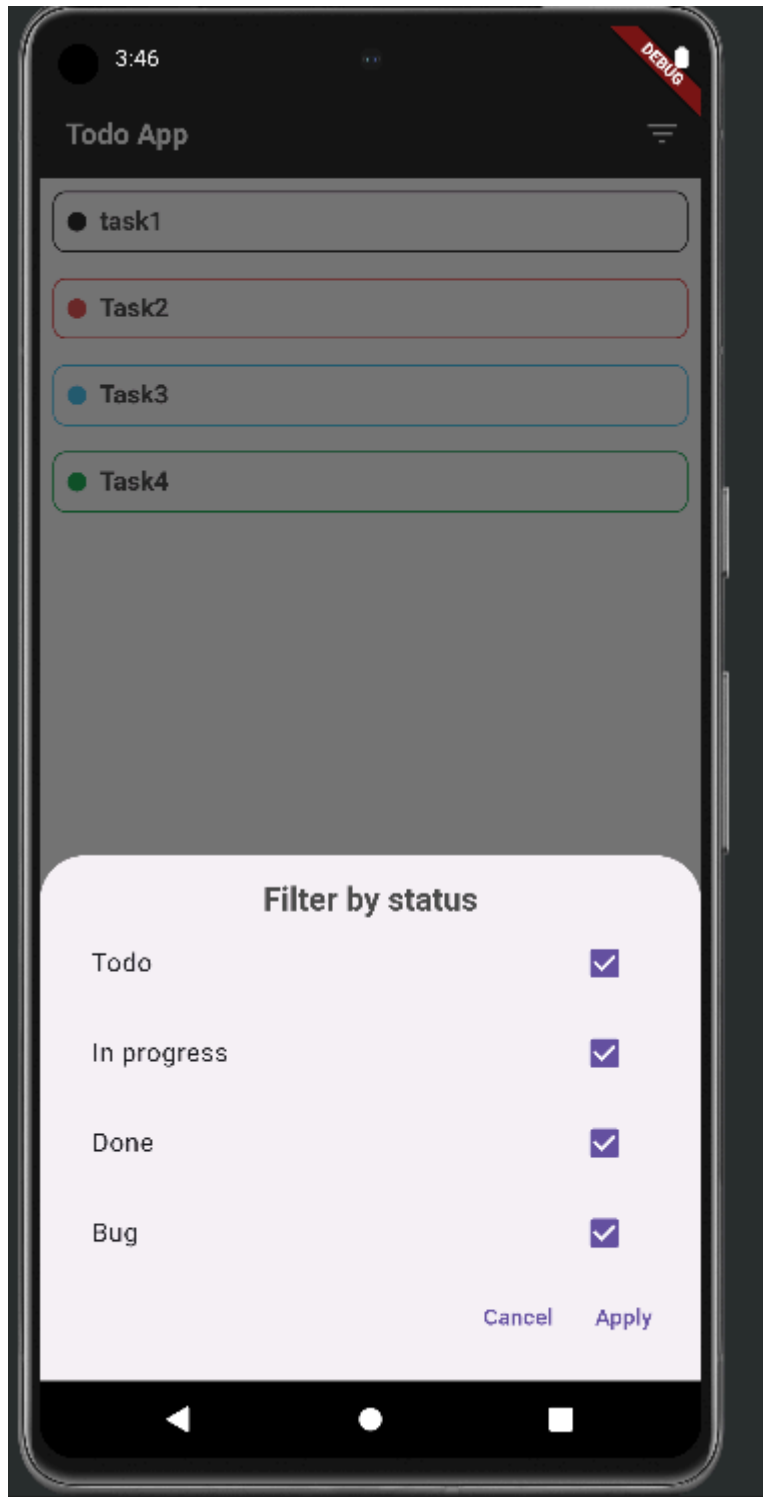 3:46
DEBUG
Todo App
task1
Task2
Task3
Task4
Filter by status
Todo
In progress
Done
Bug
Cancel Apply